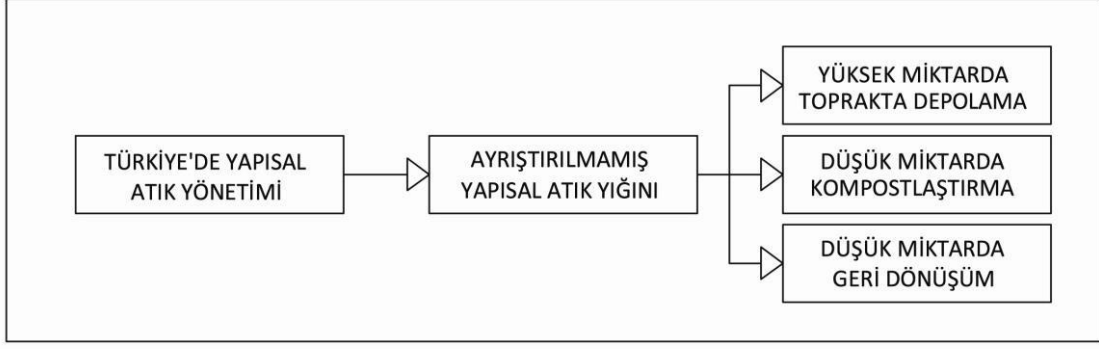 TÜRKİYE'DE YAPISAL
ATIK YÖNETİMİ
AYRIŞTIRILMAMIŞ
YAPISAL ATIK YIĞINI
YÜKSEK MİKTARDA
TOPRAKTA DEPOLAMA
DÜŞÜK MİKTARDA
KOMPOSTLAŞTIRMA
DÜŞÜK MİKTARDA
GERİ DÖNÜŞÜM